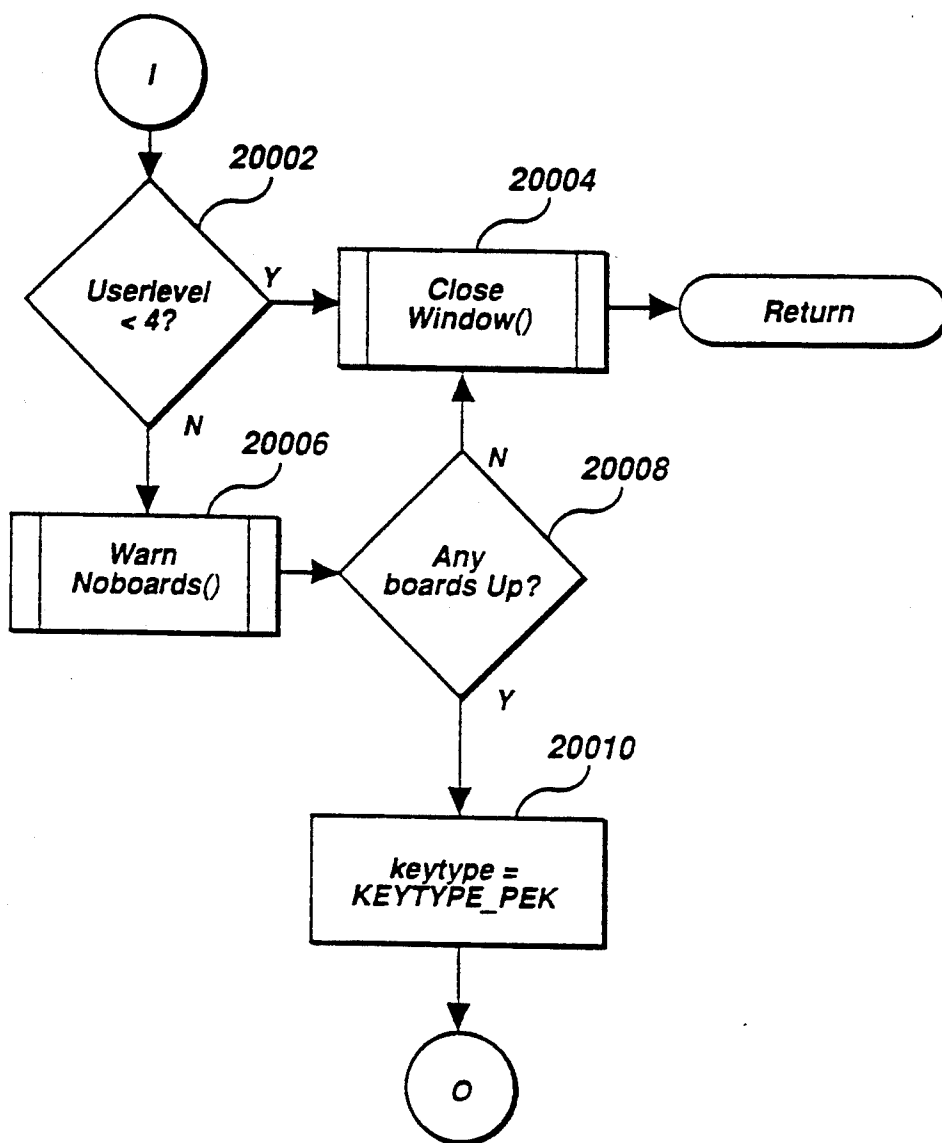 I
20002
20004
Userlevel
< 4?
Y
Close
Window()
Return
N
20006
N
20008
Warn
Noboards()
Any
boards Up?
Y
20010
keytype =
KEYTYPE_PEK
O